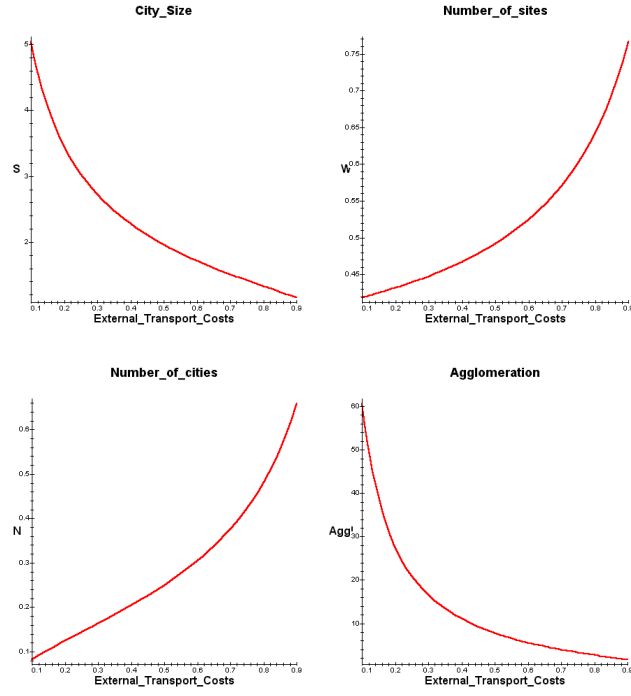 City_Size
5
4
S
3
2
0.1 0.2 0.3 0.4 0.5 0.6 0.7 0.8 0.9
External_Transport_Costs
Number_of_sites
0.75
0.7
0.65
W
0.6
0.55
0.5
0.45
0.1 0.2 0.3 0.4 0.5 0.6 0.7 0.8 0.9
External_Transport_Costs
Number_of_cities
0.6
0.5
N
0.4
0.3
0.2
0.1
0.1 0.2 0.3 0.4 0.5 0.6 0.7 0.8 0.9
External_Transport_Costs
Agglomeration
60
50
40
30
Aggl
20
10
0.1 0.2 0.3 0.4 0.5 0.6 0.7 0.8 0.9
External_Transport_Costs